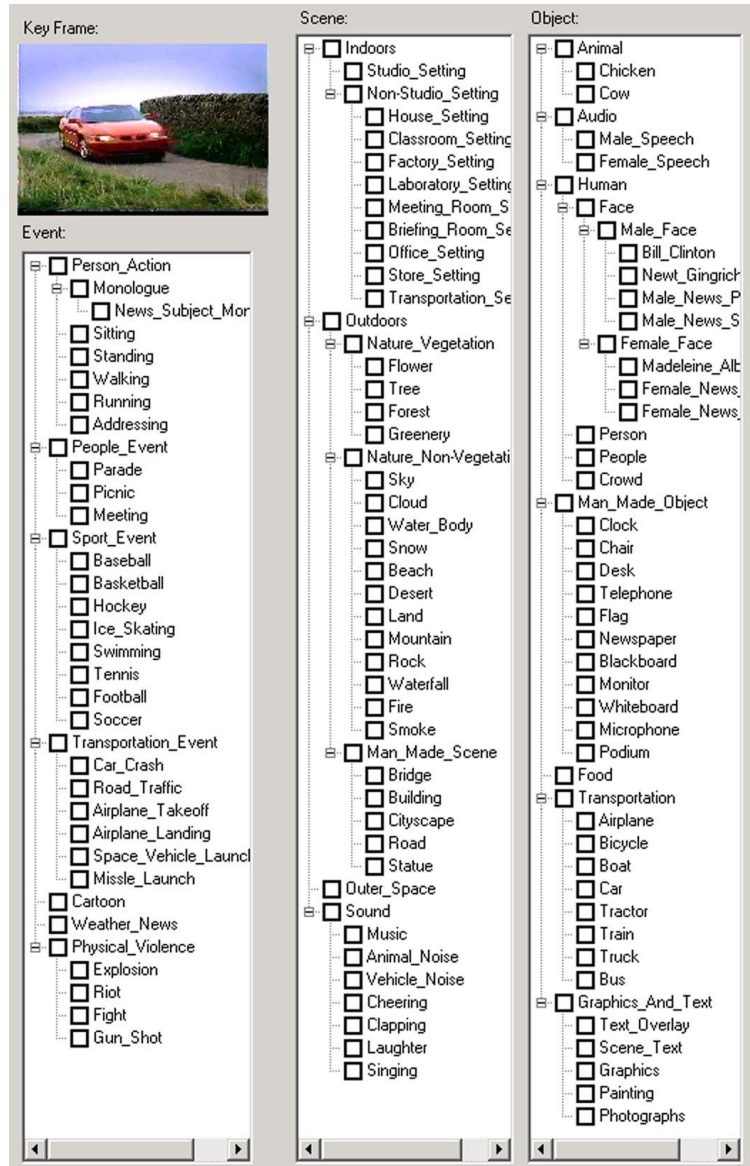 Key Frame:
Event:
Person_Action
Monologue
News_Subject_Mor
Sitting
Standing
Walking
Running
Addressing
People_Event
Parade
Picnic
Meeting
Sport_Event
Baseball
Basketball
Hockey
Ice_Skating
Swimming
Tennis
Football
Soccer
Transportation_Event
Car_Crash
Road_Traffic
Airplane_Takeoff
Airplane_Landing
Space_Vehicle_Launcl
Missle_Launch
Cartoon
Weather_News
Physical_Violence
Explosion
Riot
Fight
Gun_Shot
Scene:
Indoors
Studio_Setting
Non-Studio_Setting
House_Setting
Classroom_Setting
Factory_Setting
Laboratory_Setting
Meeting_Room_S
Briefing_Room_Se
Office_Setting
Store_Setting
Transportation_Se
Outdoors
Nature_Vegetation
Flower
Tree
Forest
Greenery
Nature_Non-Vegetati
Sky
Cloud
Water_Body
Snow
Beach
Desert
Land
Mountain
Rock
Waterfall
Fire
Smoke
Man_Made_Scene
Bridge
Building
Cityscape
Road
Statue
Outer_Space
Sound
Music
Animal_Noise
Vehicle_Noise
Cheering
Clapping
Laughter
Singing
Object:
Animal
Chicken
Cow
Audio
Male_Speech
Female_Speech
Human
Face
Male_Face
Bill_Clinton
Newt_Gingrich
Male_News_P
Male_News_S
Female_Face
Madeleine_Alb
Female_News_
Female_News_
Person
People
Crowd
Man_Made_Object
Clock
Chair
Desk
Telephone
Flag
Newspaper
Blackboard
Monitor
Whiteboard
Microphone
Podium
Food
Transportation
Airplane
Bicycle
Boat
Car
Tractor
Train
Truck
Bus
Graphics_And_Text
Text_Overlay
Scene_Text
Graphics
Painting
Photographs